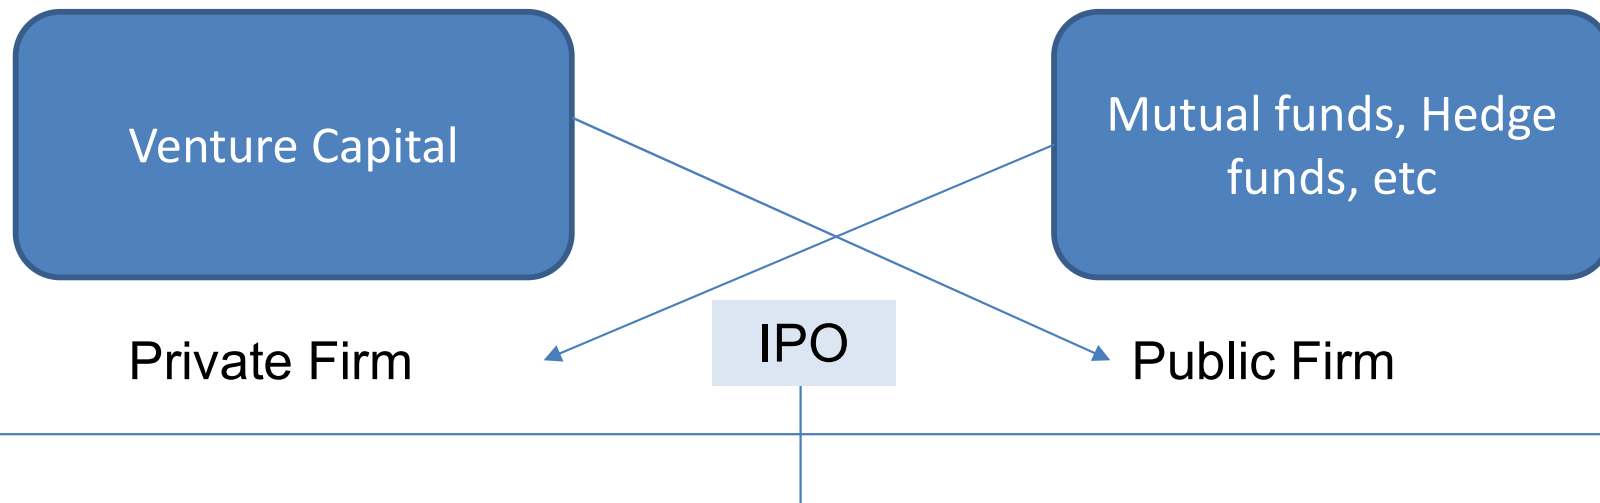 Venture Capital
Mutual funds, Hedge
funds, etc
Private Firm
IPO
Public Firm